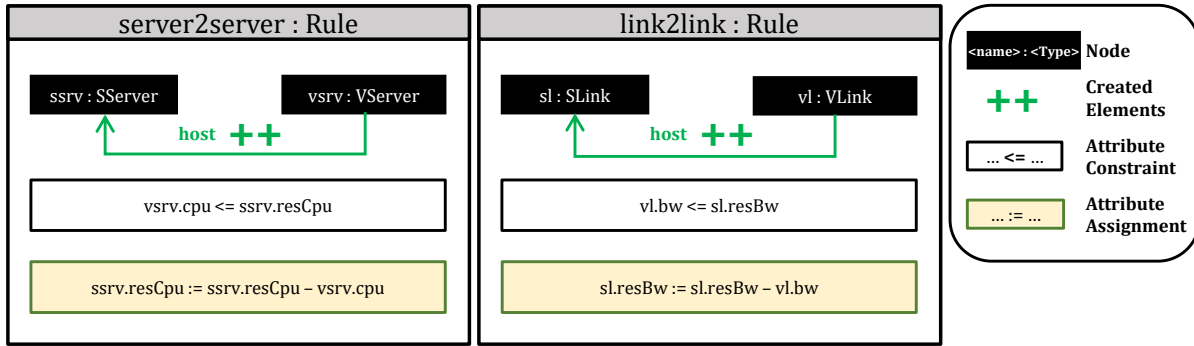 server2server : Rule
ssrv : SServer
vsrv : VServer
host ++
vsrv.cpu <= ssrv.resCpu
ssrv.resCpu := ssrv.resCpu – vsrv.cpu
link2link : Rule
sl : SLink
vl : VLink
host ++
vl.bw <= sl.resBw
sl.resBw := sl.resBw – vl.bw
<name> : <Type> Node
++ Created
Elements
... <= ... Attribute
Constraint
... := ... Attribute
Assignment